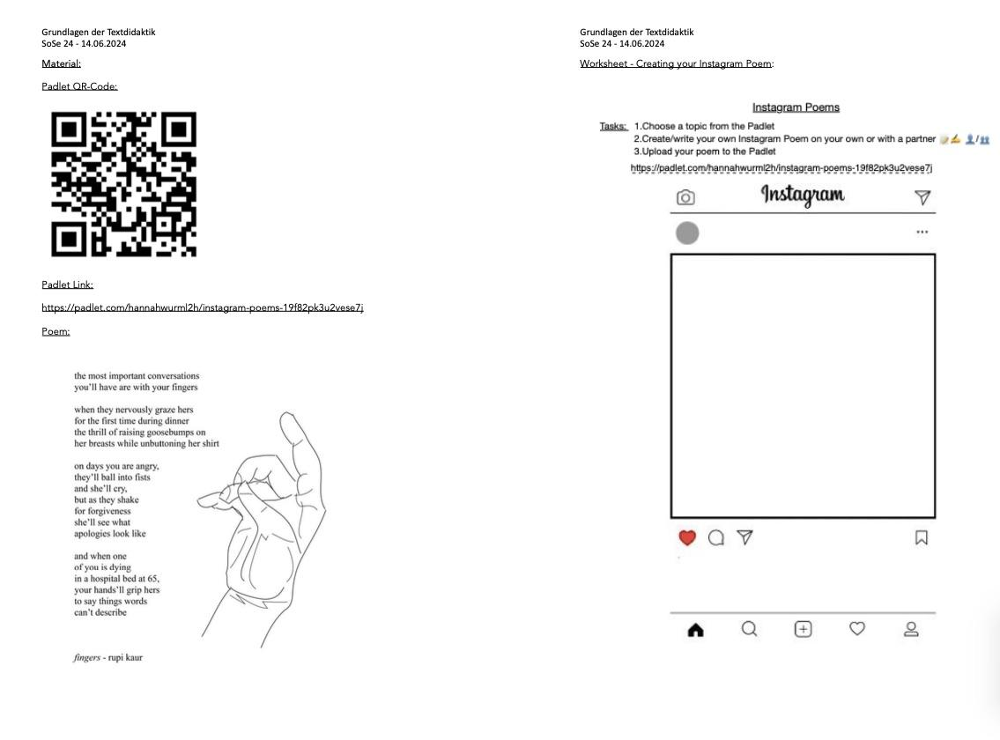 Grundlagen der Textdidaktik
SoSe 24 - 14.06.2024
Material:
Padlet QR-Code:
Padlet Link:
https://padlet.com/hannahwurml2h/instagram-poems-19f82pk3u2vese7j
Poem:
the most important conversations
you'll have are with your fingers
when they nervously graze hers
for the first time during dinner
the thrill of raising goosebumps on
her breasts while unbuttoning her shirt
on days you are angry,
they'll ball into fists
and she'll cry,
but as they shake
for forgiveness
she'll see what
apologies look like
and when one
of you is dying
in a hospital bed at 65,
your hands'll grip hers
to say things words
can't describe
fingers - rupi kaur
Grundlagen der Textdidaktik
SoSe 24 - 14.06.2024
Worksheet - Creating your Instagram Poem:
Instagram Poems
Tasks: 1.Choose a topic from the Padlet
2.Create/write your own Instagram Poem on your own or with a partner 📝✍️ 👤/👥
3.Upload your poem to the Padlet
https://padlet.com/hannahwurml2h/instagram-poems-19f82pk3u2vese7j
Instagram